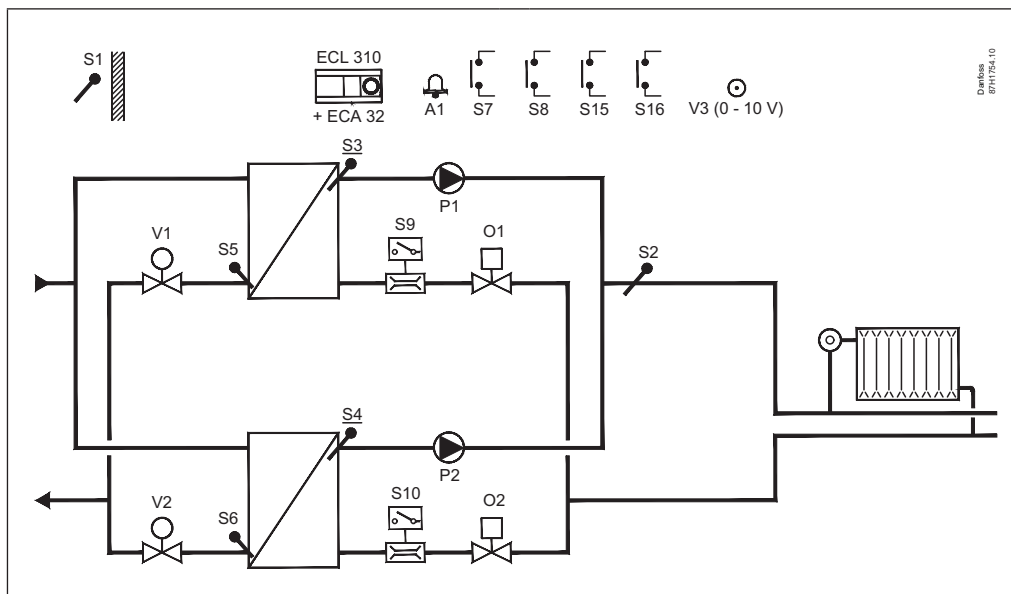 S1
ECL 310
+ ECA 32
A1
S7
S8
S15
S16
V3 (0 - 10 V)
Danfoss
87H1754.10
S3
P1
V1
S5
S9
O1
S2
S4
P2
V2
S6
S10
O2